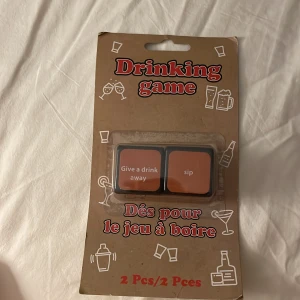 Drinking
game
Give a drink
away
sip
Dés pour
le jeu à boire
2 Pcs/2 Pces